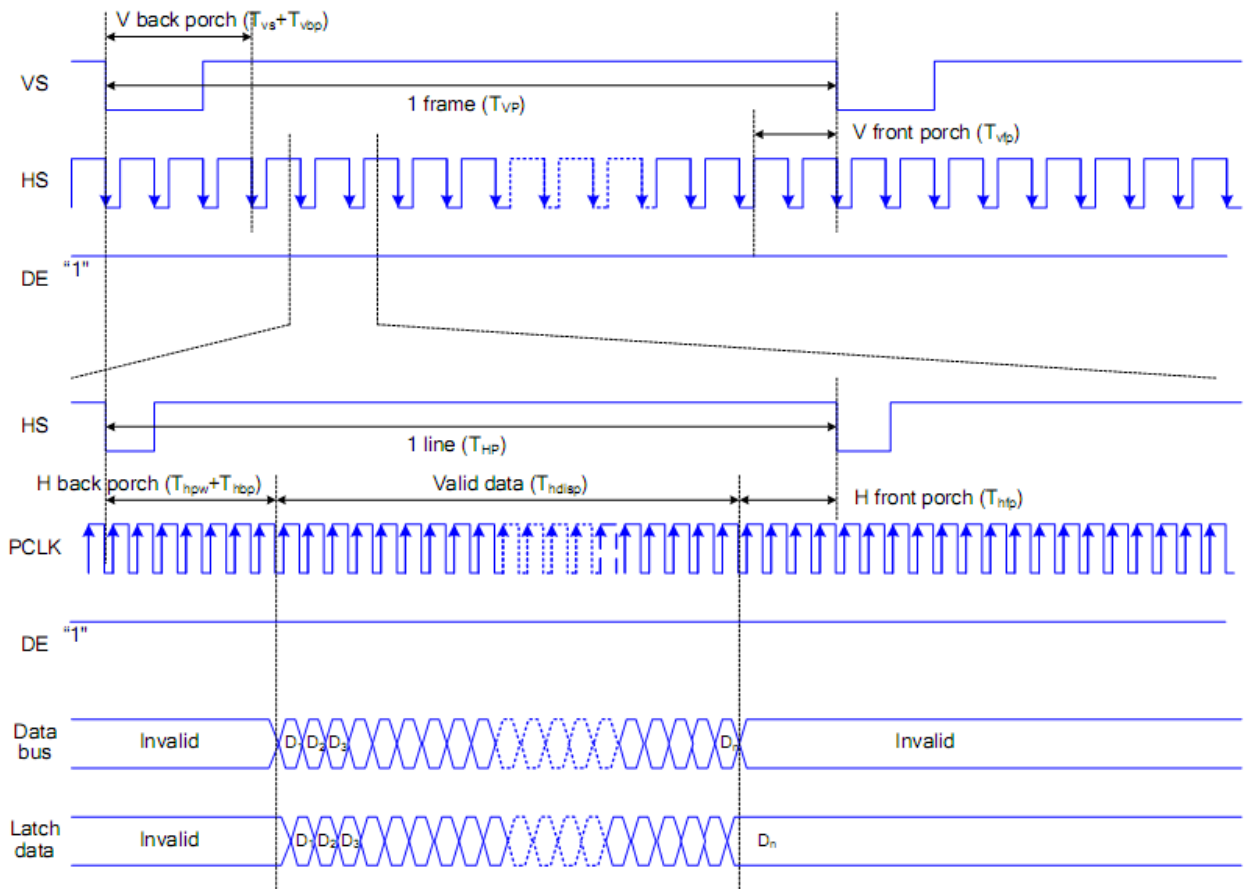 V back porch (Tvs+Tvbp)
VS
1 frame (TVP)
V front porch (Tvfp)
HS
DE "1"
HS
1 line (THP)
H back porch (Thpw+Thbp)
Valid data (Thdisp)
H front porch (Thfp)
PCLK
DE "1"
Data bus
Invalid
D1
D2
D3
Dn
Invalid
Latch data
Invalid
D1
D2
D3
Dn